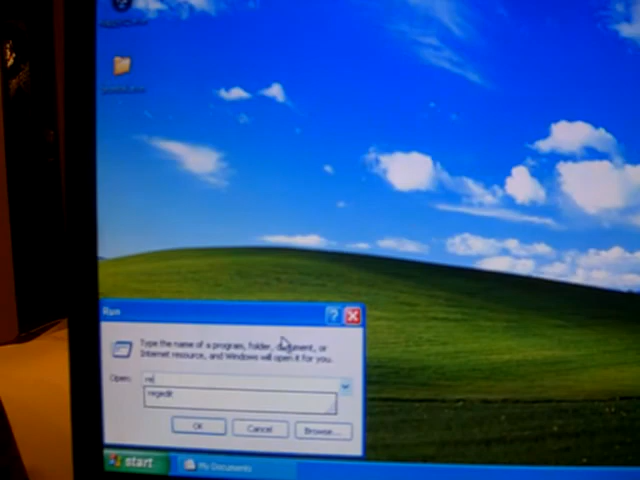 Run
Type the name of a program, folder, document, or
Internet resource, and Windows will open it for you.
Open:
re
regedit
OK
Cancel
Browse...
start
My Documents